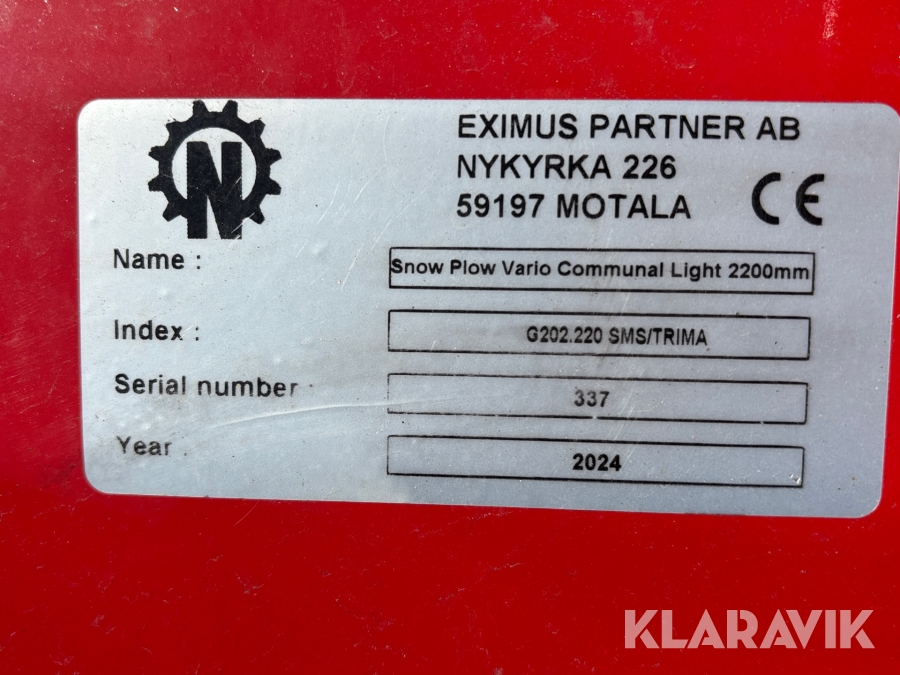 N
EXIMUS PARTNER AB
NYKYRKA 226
59197 MOTALA
CE
Name : Snow Plow Vario Communal Light 2200mm
Index : G202.220 SMS/TRIMA
Serial number : 337
Year : 2024
KLARAVIK